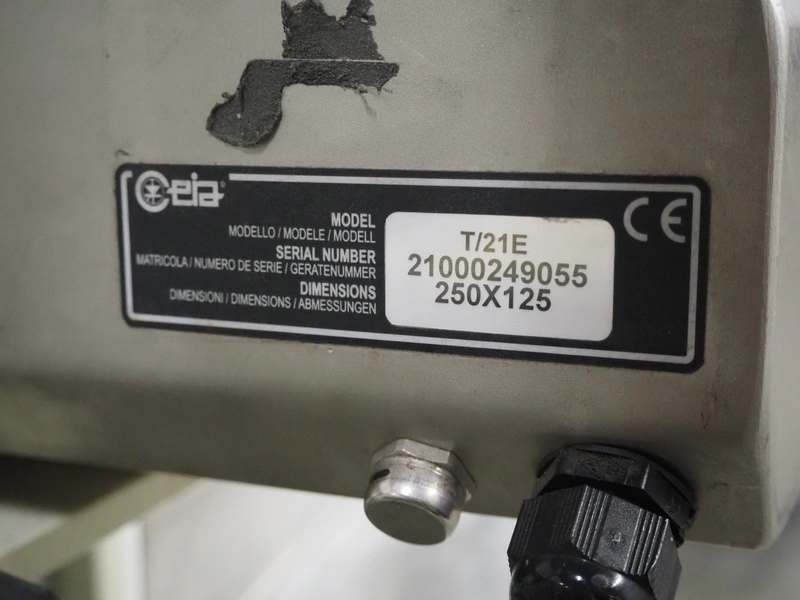 Ceia
MODEL
MODELLO / MODELE / MODELL
T/21E
SERIAL NUMBER
MATRICOLA / NUMERO DE SERIE / GERATENUMMER
21000249055
DIMENSIONS
DIMENSIONI / DIMENSIONS / ABMESSUNGEN
250X125
CE